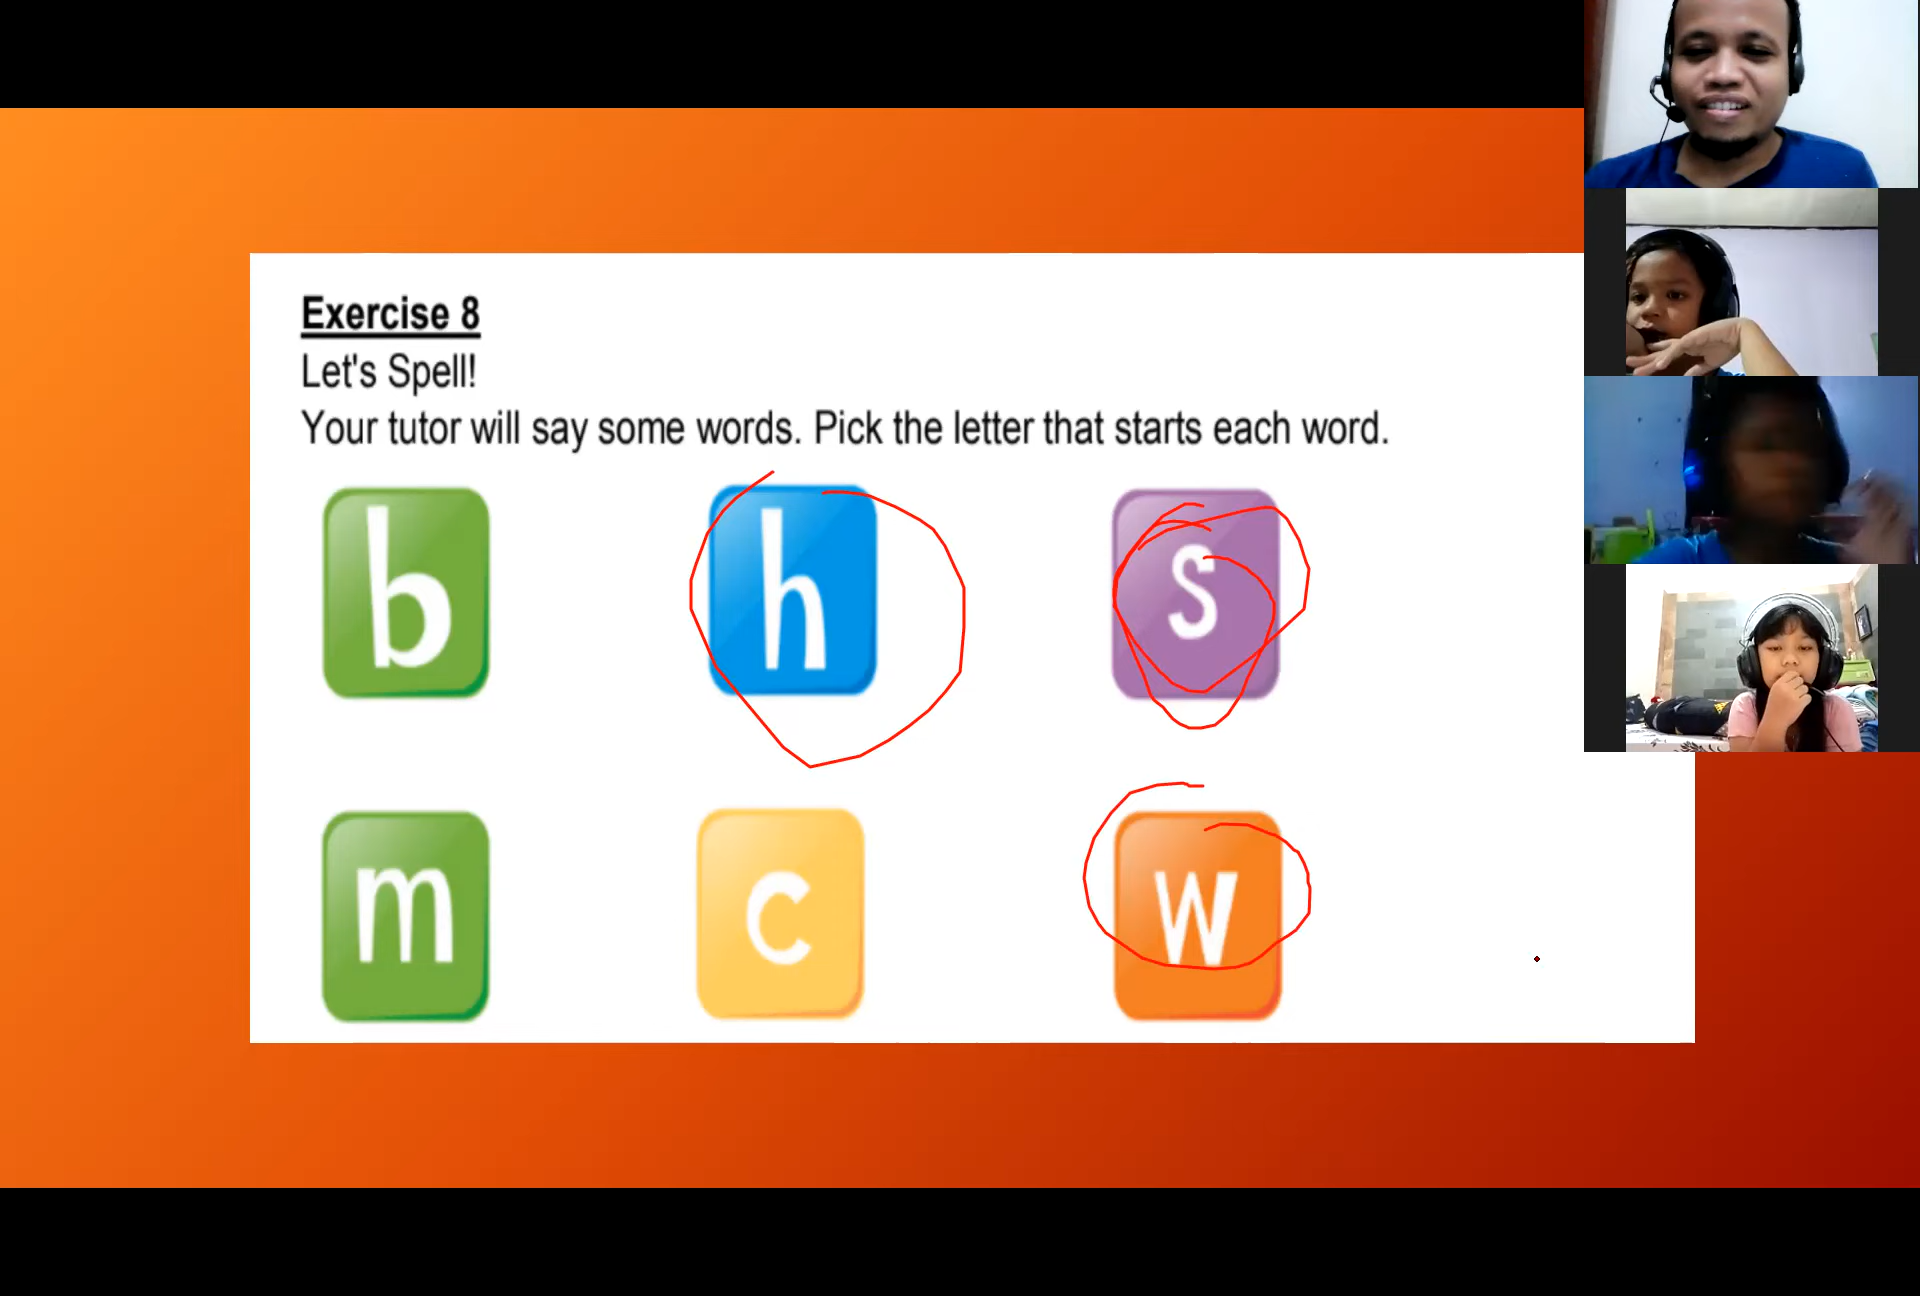 Exercise 8
Let's Spell!
Your tutor will say some words. Pick the letter that starts each word.
b h s
m c w